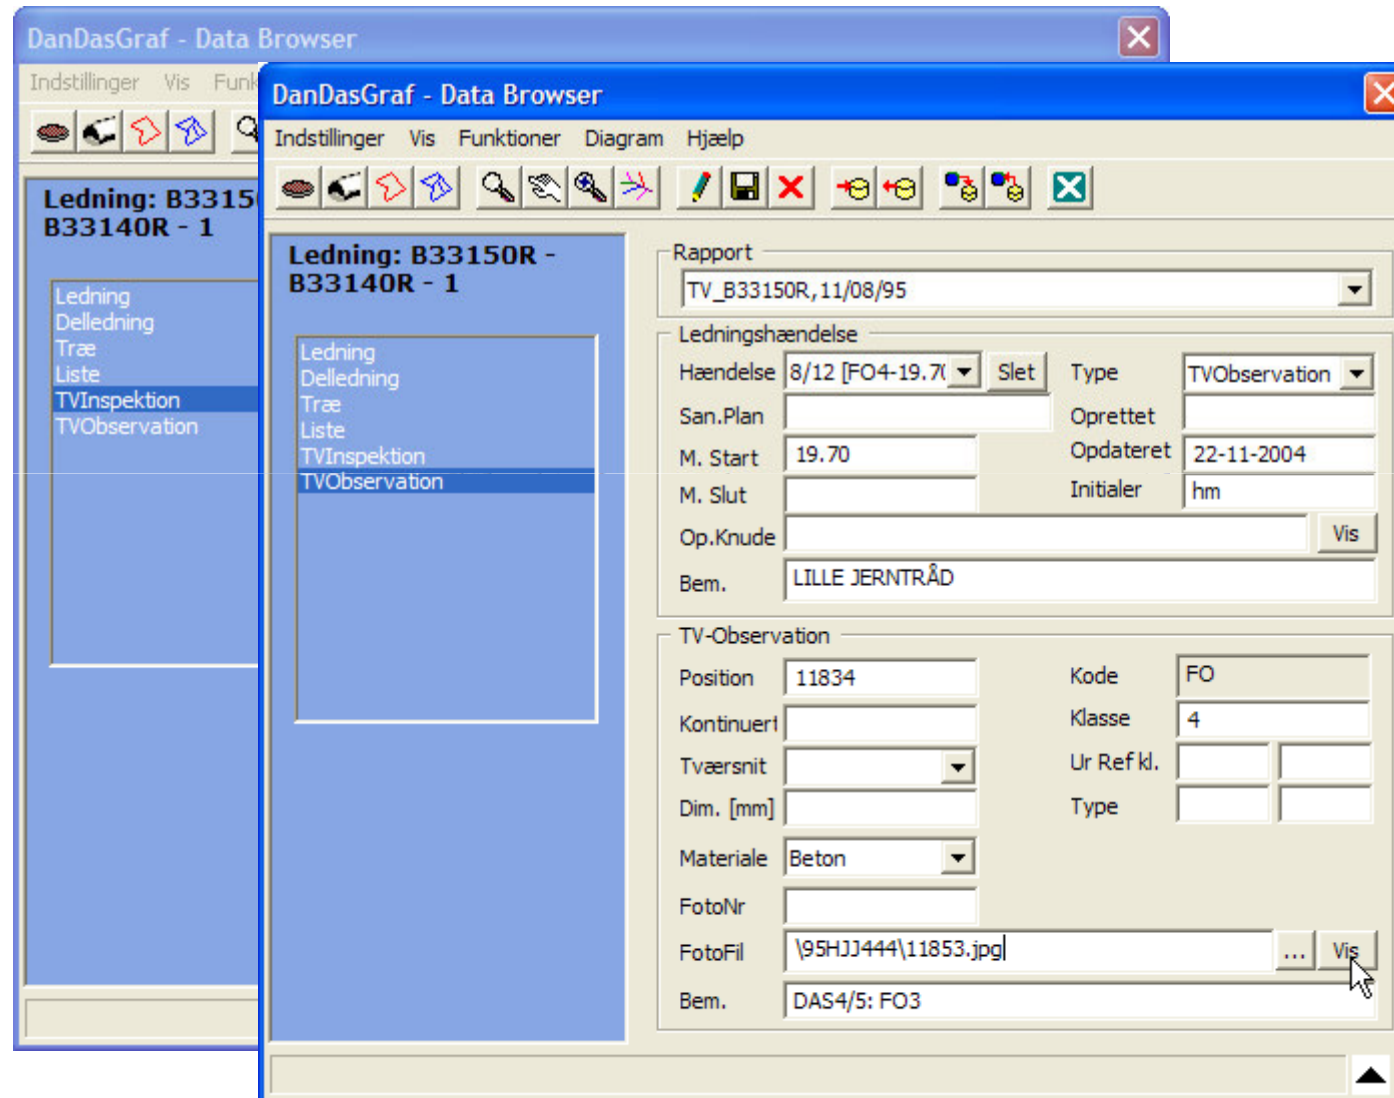 DanDasGraf - Data Browser
Indstillinger Vis Funk
Ledning: B3315
B33140R - 1
Ledning
Delledning
Træ
Liste
TVInspektion
TVObservation
DanDasGraf - Data Browser
Indstillinger Vis Funktioner Diagram Hjælp
Ledning: B33150R -
B33140R - 1
Ledning
Delledning
Træ
Liste
TVInspektion
TVObservation
Rapport
TV_B33150R,11/08/95
Ledningshændelse
Hændelse 8/12 [FO4-19.70 Slet Type TVObservation
San.Plan Oprettet
M. Start 19.70 Opdateret 22-11-2004
M. Slut Initialer hm
Op.Knude Vis
Bem. LILLE JERNTRÅD
TV-Observation
Position 11834 Kode FO
Kontinuert Klasse 4
Tværsnit Ur Ref kl.
Dim. [mm] Type
Materiale Beton
FotoNr
FotoFil \95HJJ444\11853.jpg ... Vis
Bem. DAS4/5: FO3